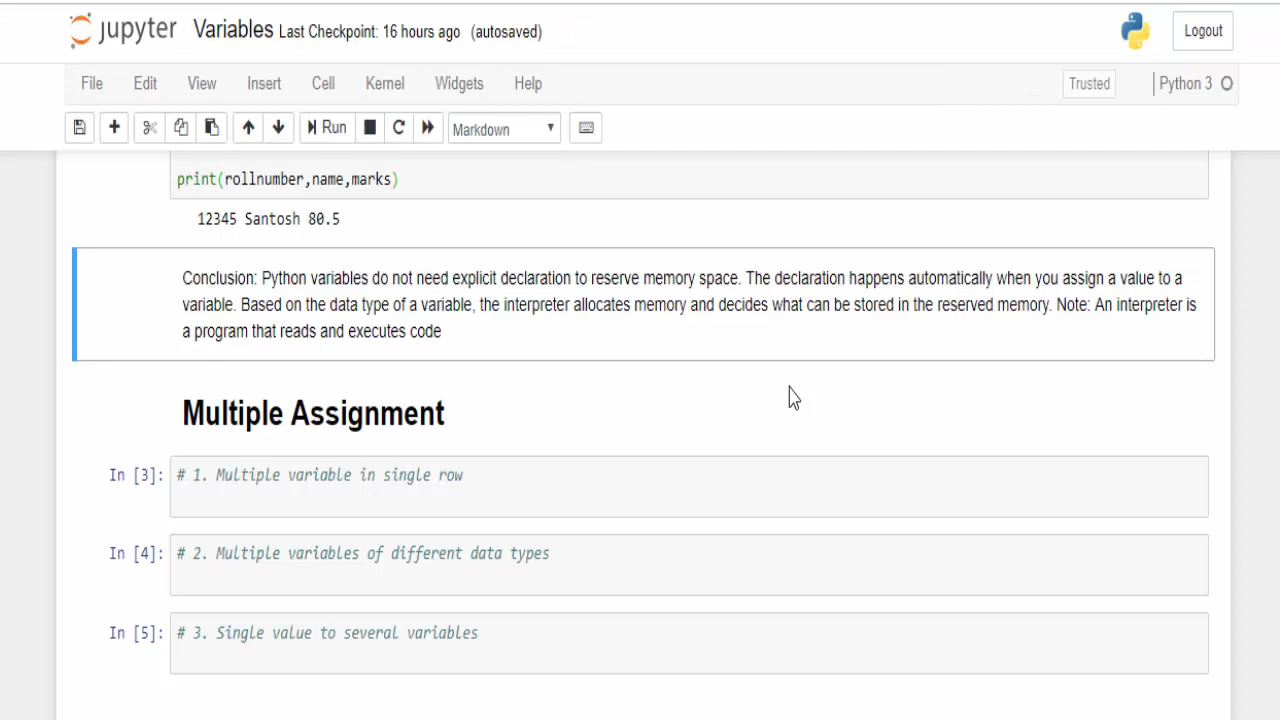 jupyter Variables Last Checkpoint: 16 hours ago (autosaved) Logout
File Edit View Insert Cell Kernel Widgets Help Trusted Python 3
Run Markdown
print(rollnumber,name,marks)
12345 Santosh 80.5
Conclusion: Python variables do not need explicit declaration to reserve memory space. The declaration happens automatically when you assign a value to a
variable. Based on the data type of a variable, the interpreter allocates memory and decides what can be stored in the reserved memory. Note: An interpreter is
a program that reads and executes code
Multiple Assignment
In [3]: # 1. Multiple variable in single row
In [4]: # 2. Multiple variables of different data types
In [5]: # 3. Single value to several variables